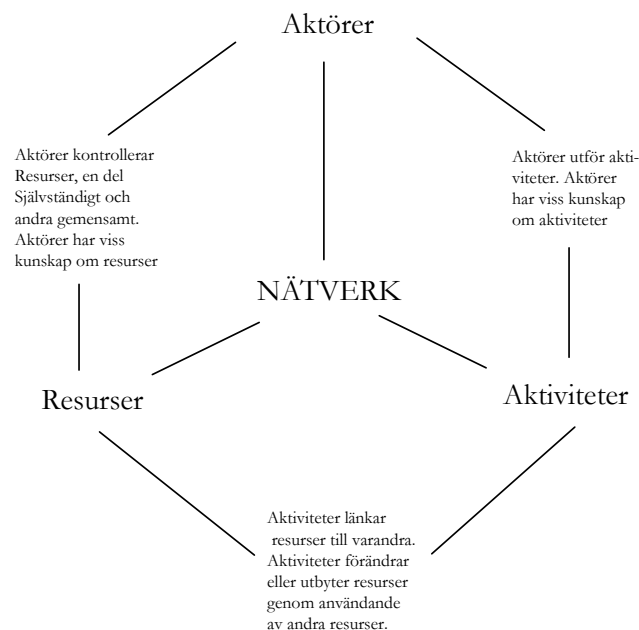 Aktörer
Aktörer kontrollerar
Resurser, en del
Självständigt och
andra gemensamt.
Aktörer har viss
kunskap om resurser
Aktörer utför akti-
viteter. Aktörer
har viss kunskap
om aktiviteter
NÄTVERK
Resurser
Aktiviteter
Aktiviteter länkar
resurser till varandra.
Aktiviteter förändrar
eller utbyter resurser
genom användande
av andra resurser.